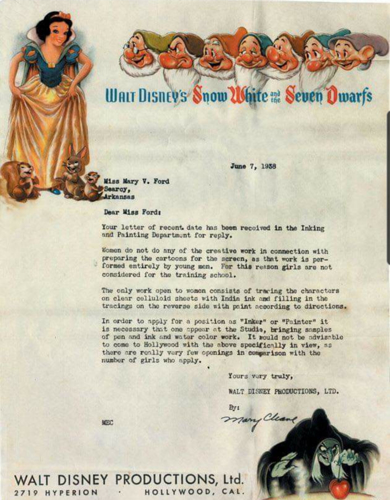 WALT DISNEY'S Snow White and the Seven Dwarfs
June 7, 1938
Miss Mary V. Ford
Searcy,
Arkansas
Dear Miss Ford:
Your letter of recent date has been received in the Inking
and Painting Department for reply.
Women do not do any of the creative work in connection with
preparing the cartoons for the screen, as that work is per-
formed entirely by young men. For this reason girls are not
considered for the training school.
The only work open to women consists of tracing the characters
on clear celluloid sheets with India ink and filling in the
tracings on the reverse side with paint according to directions.
In order to apply for a position as "Inker" or "Painter" it
is necessary that one appear at the Studio, bringing samples
of pen and ink and water color work. It would not be advisable
to come to Hollywood with the above specifically in view, as
there are really very few openings in comparison with the
number of girls who apply.
Yours very truly,
WALT DISNEY PRODUCTIONS, LTD.
By:
Mary Cleave
MEC
WALT DISNEY PRODUCTIONS, Ltd.
2719 HYPERION · HOLLYWOOD, CAL.